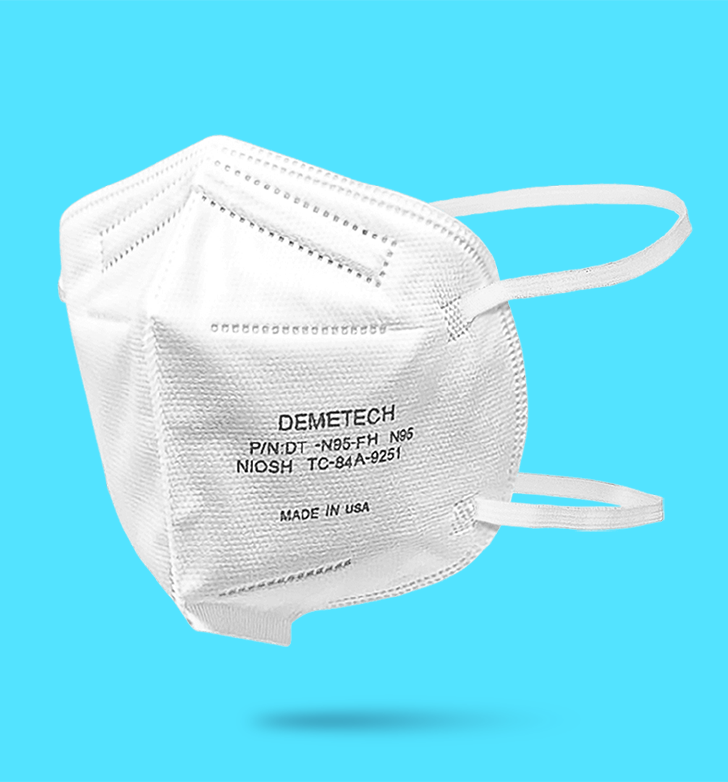 DEMETECH
P/N:DT -N95-FH N95
NIOSH TC-84A-9251
MADE IN USA